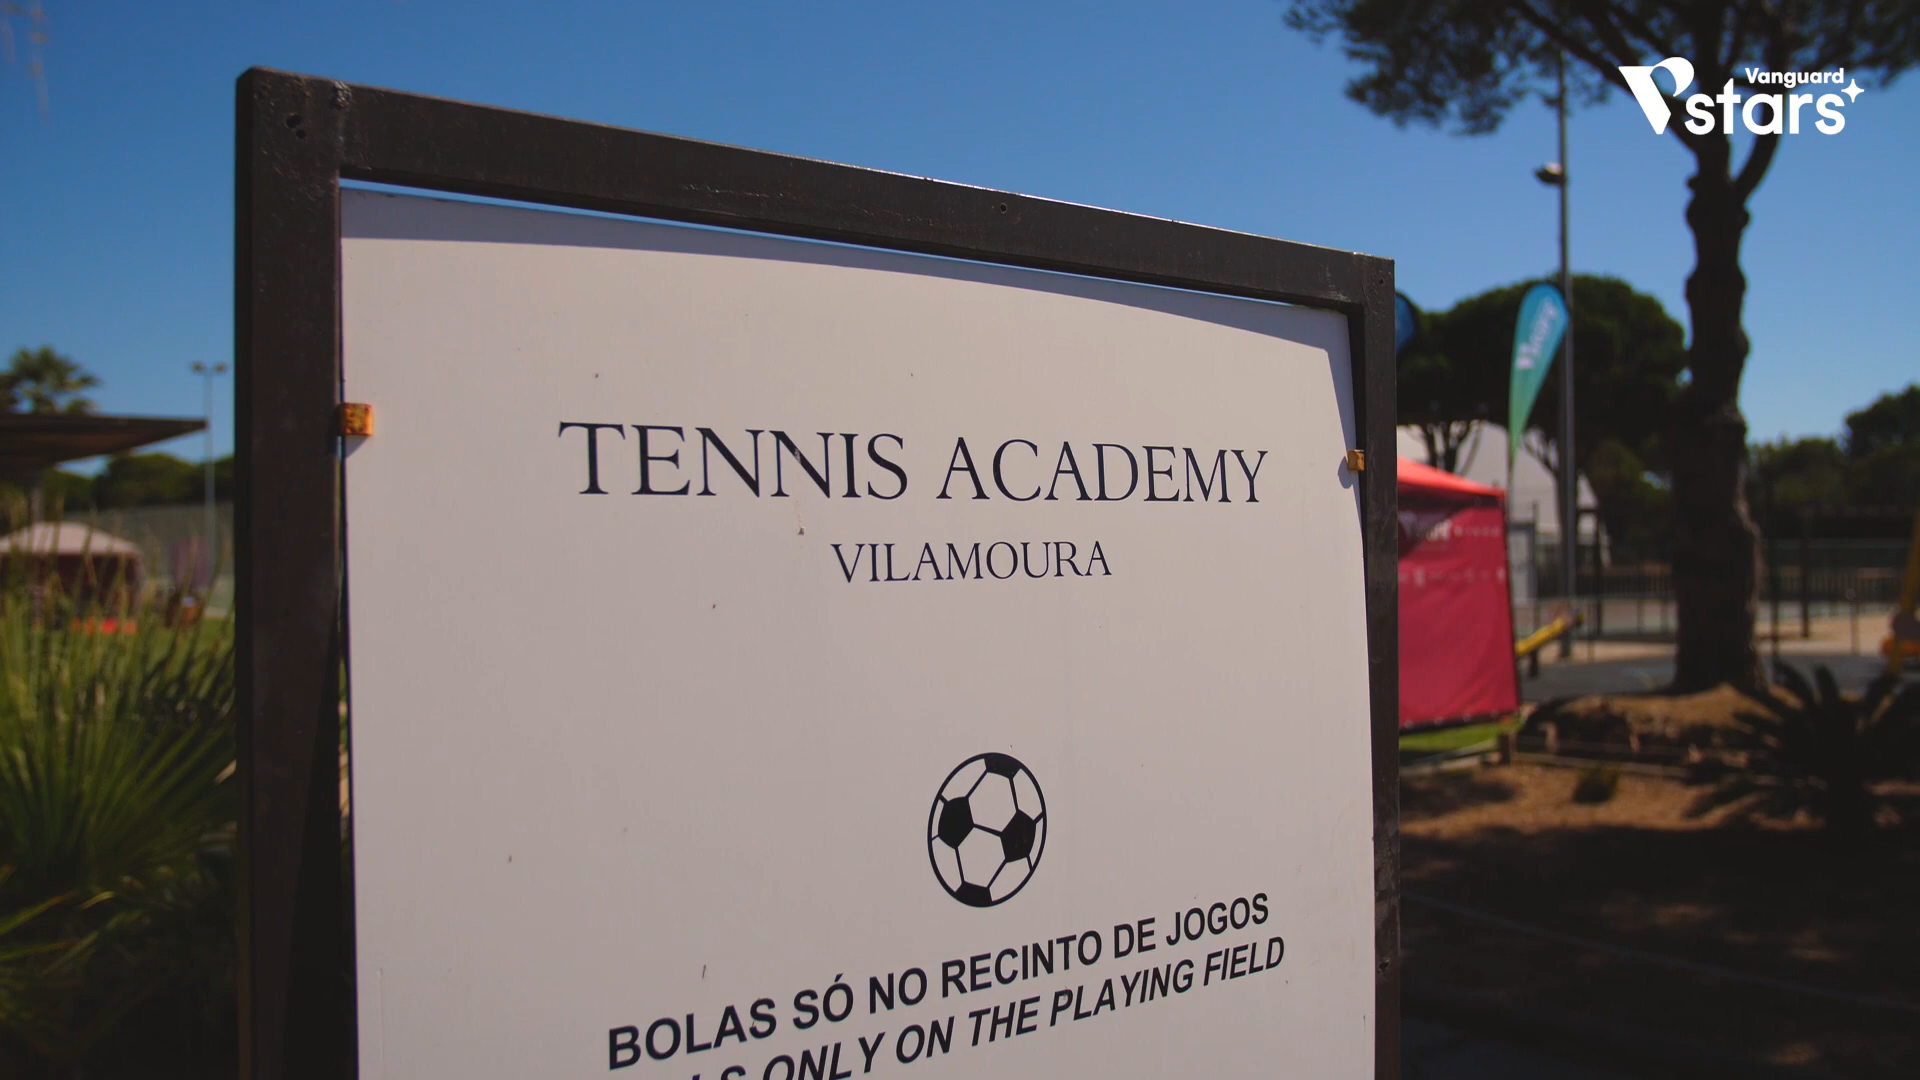 Vanguard
stars
TENNIS ACADEMY
VILAMOURA
BOLAS SÓ NO RECINTO DE JOGOS
ONLY ON THE PLAYING FIELD